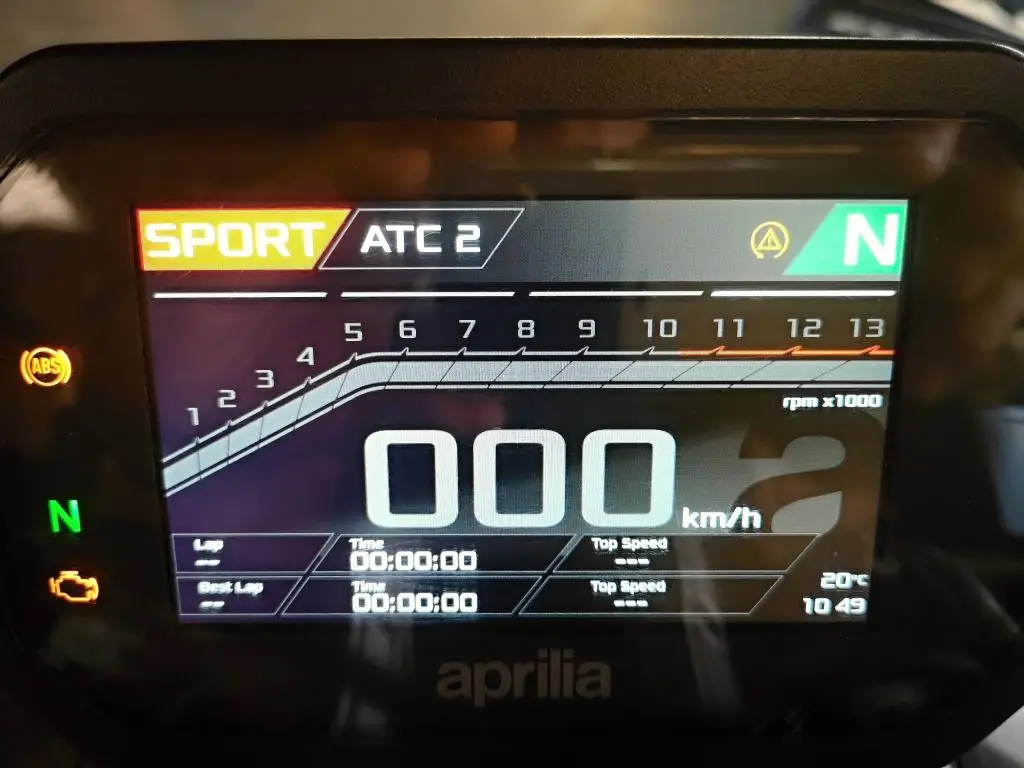 SPORT ATC 2 N
1 2 3 4 5 6 7 8 9 10 11 12 13
rpm x1000
ABS
000 km/h
N
Lap Time Top Speed
-- 00:00:00 ---
Best Lap Time Top Speed
-- 00:00:00 ---
20°C
10 49
aprilia